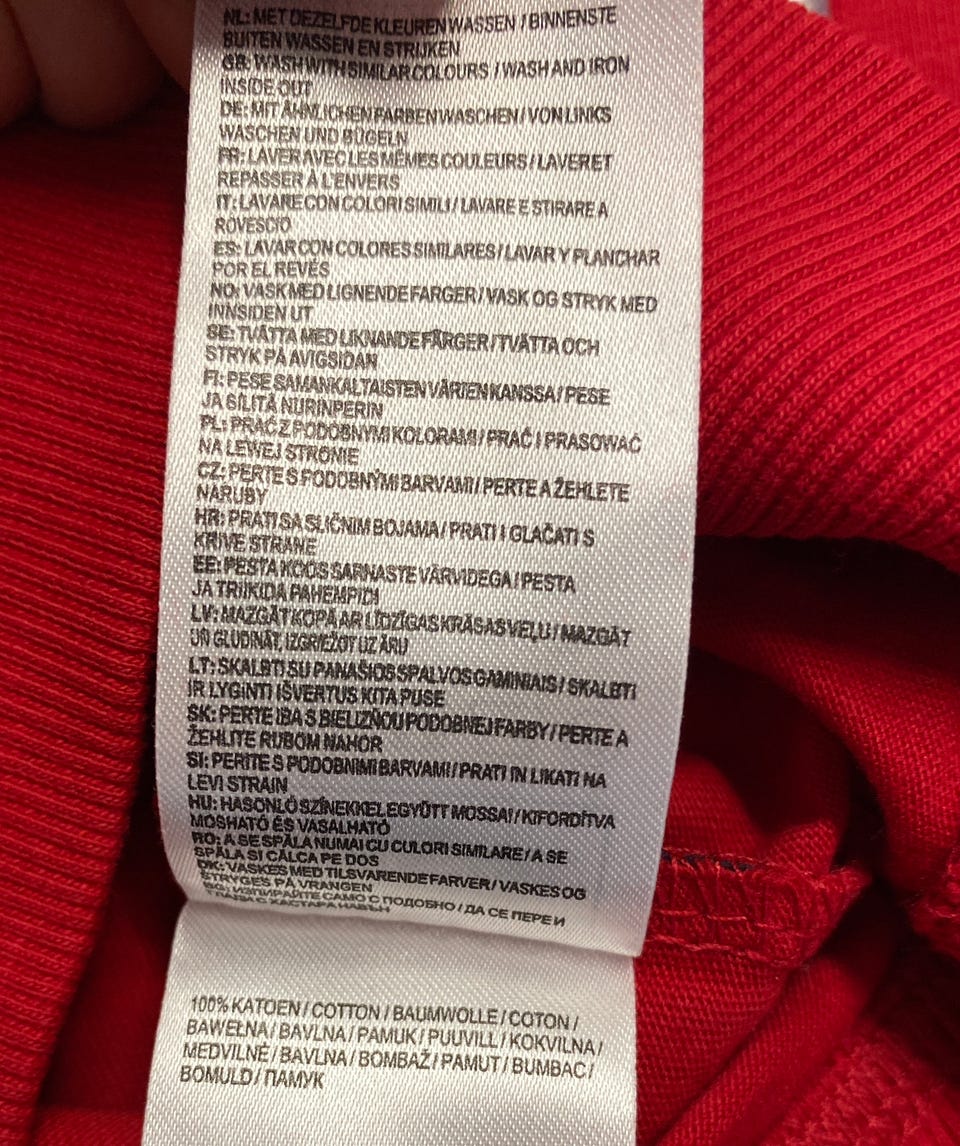 NL: MET DEZELFDE KLEUREN WASSEN / BINNENSTE
BUITEN WASSEN EN STRIJKEN
GB: WASH WITH SIMILAR COLOURS / WASH AND IRON
INSIDE OUT
DE: MIT ÄHNLICHEN FARBEN WASCHEN / VON LINKS
WASCHEN UND BÜGELN
FR: LAVER AVEC LES MÊMES COULEURS / LAVER ET
REPASSER À L'ENVERS
IT: LAVARE CON COLORI SIMILI / LAVARE E STIRARE A
ROVESCIO
ES: LAVAR CON COLORES SIMILARES / LAVAR Y PLANCHAR
POR EL REVÉS
NO: VASK MED LIGNENDE FARGER / VASK OG STRYK MED
INNSIDEN UT
SE: TVÄTTA MED LIKNANDE FÄRGER / TVÄTTA OCH
STRYK PÅ AVIGSIDAN
FI: PESE SAMANKALTAISTEN VÄRIEN KANSSA / PESE
JA SILITÄ NURINPERIN
PL: PRAĆ Z PODOBNYMI KOLORAMI / PRAĆ I PRASOWAĆ
NA LEWEJ STRONIE
CZ: PERTE S PODOBNÝMI BARVAMI / PERTE A ŽEHLETE
NARUBY
HR: PRATI SA SLIČNIM BOJAMA / PRATI I GLAČATI S
KRIVE STRANE
EE: PESTA KOOS SARNASTE VÄRVIDEGA / PESTA
JA TRIIKIDA PAHEMPIDI
LV: MAZGĀT KOPĀ AR LĪDZĪGAS KRĀSAS VEĻU / MAZGĀT
UN GLUDINĀT, IZGRIEŽOT UZ ĀRU
LT: SKALBTI SU PANAŠIOS SPALVOS GAMINIAIS / SKALBTI
IR LYGINTI IŠVERTUS KITA PUSE
SK: PERTE IBA S BIELIZŇOU PODOBNEJ FARBY / PERTE A
ŽEHLITE RUBOM NAHOR
SI: PERITE S PODOBNIMI BARVAMI / PRATI IN LIKATI NA
LEVI STRAIN
HU: HASONLÓ SZÍNEKKEL EGYÜTT MOSSA! / KIFORDÍTVA
MOSHATÓ ÉS VASALHATÓ
RO: A SE SPĂLA NUMAI CU CULORI SIMILARE / A SE
SPĂLA SI CĂLCA PE DOS
DK: VASKES MED TILSVARENDE FARVER / VASKES OG
STRYGES PÅ VRANGEN
BG: ИЗПИРАЙТЕ САМО С ПОДОБНО / ДА СЕ ПЕРЕ И
С ХАСТАРА НАВЪН
100% KATOEN / COTTON / BAUMWOLLE / COTON /
BAWEŁNA / BAVLNA / PAMUK / PUUVILL / KOKVILNA /
MEDVILNĖ / BAVLNA / BOMBAŽ / PAMUT / BUMBAC /
BOMULD / ПАМУК